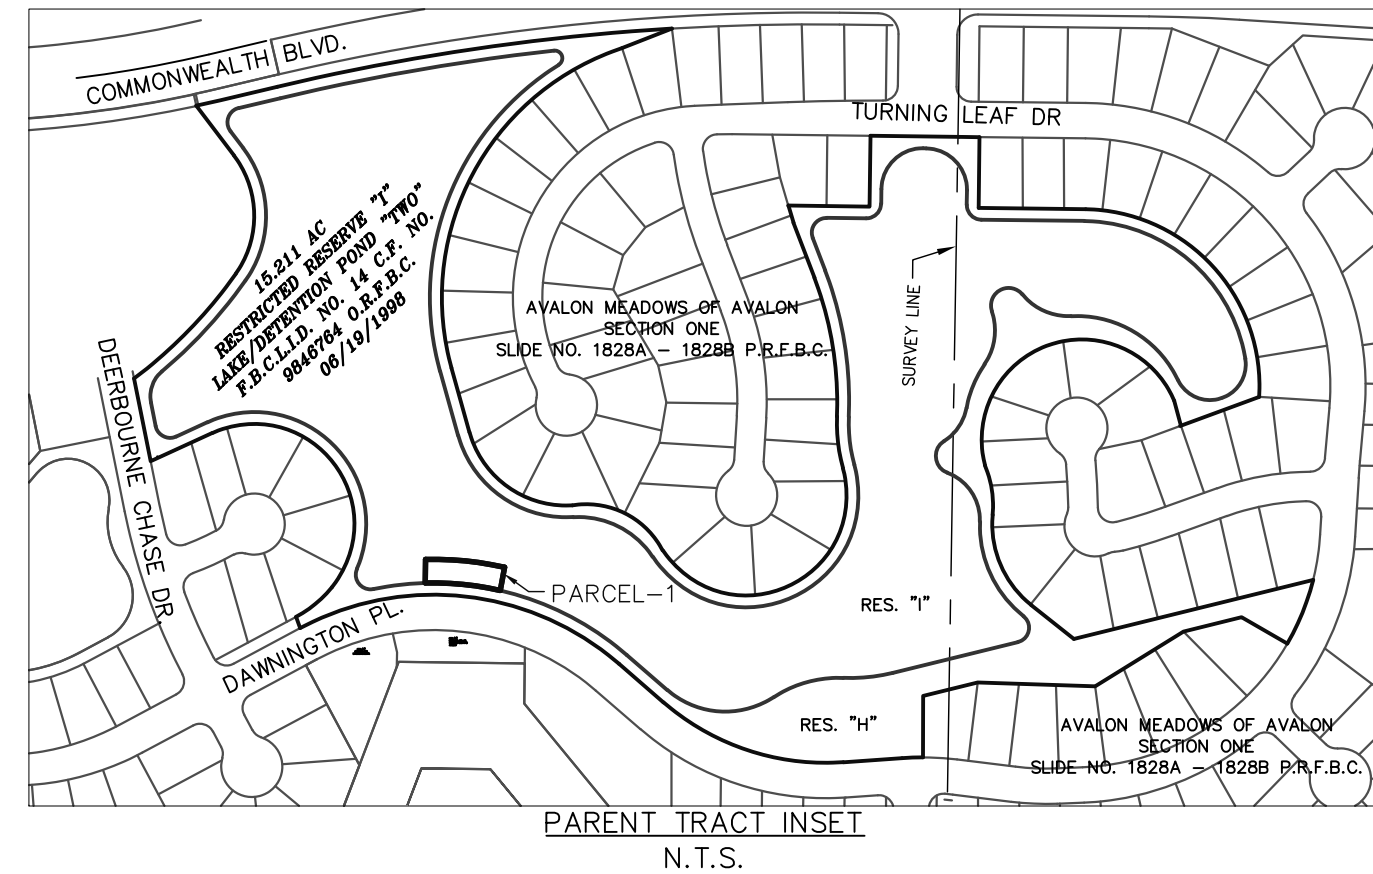 COMMONWEALTH BLVD.
TURNING LEAF DR
15.211 AC
RESTRICTED RESERVE "I"
LAKE/DETENTION POND "TWO"
F.B.C.L.I.D. NO. 14 C.F. NO.
9846764 O.R.F.B.C.
06/19/1998
AVALON MEADOWS OF AVALON
SECTION ONE
SLIDE NO. 1828A - 1828B P.R.F.B.C.
SURVEY LINE
DEERBOURNE CHASE DR.
PARCEL-1
DAWNINGTON PL.
RES. "I"
RES. "H"
AVALON MEADOWS OF AVALON
SECTION ONE
SLIDE NO. 1828A - 1828B P.R.F.B.C.
PARENT TRACT INSET
N.T.S.